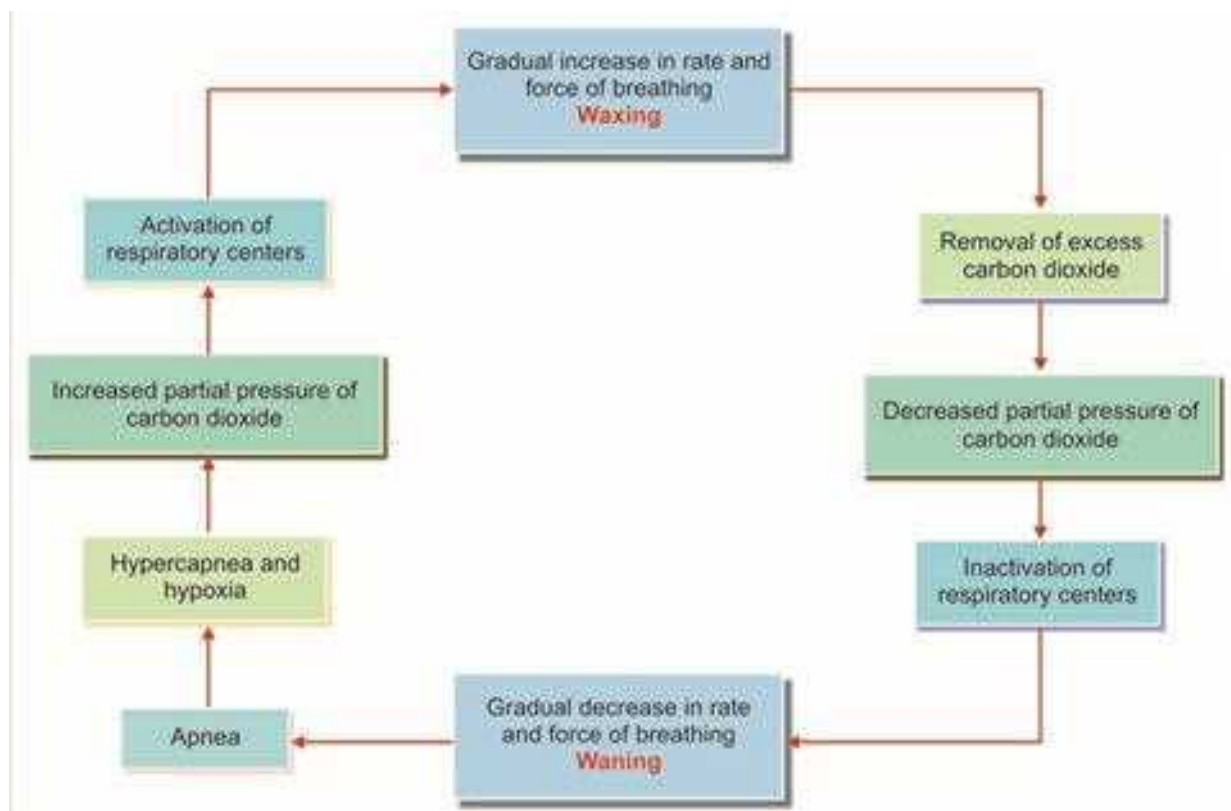 Gradual increase in rate and
force of breathing
Waxing
Removal of excess
carbon dioxide
Decreased partial pressure of
carbon dioxide
Inactivation of
respiratory centers
Gradual decrease in rate
and force of breathing
Waning
Apnea
Hypercapnea and
hypoxia
Increased partial pressure of
carbon dioxide
Activation of
respiratory centers